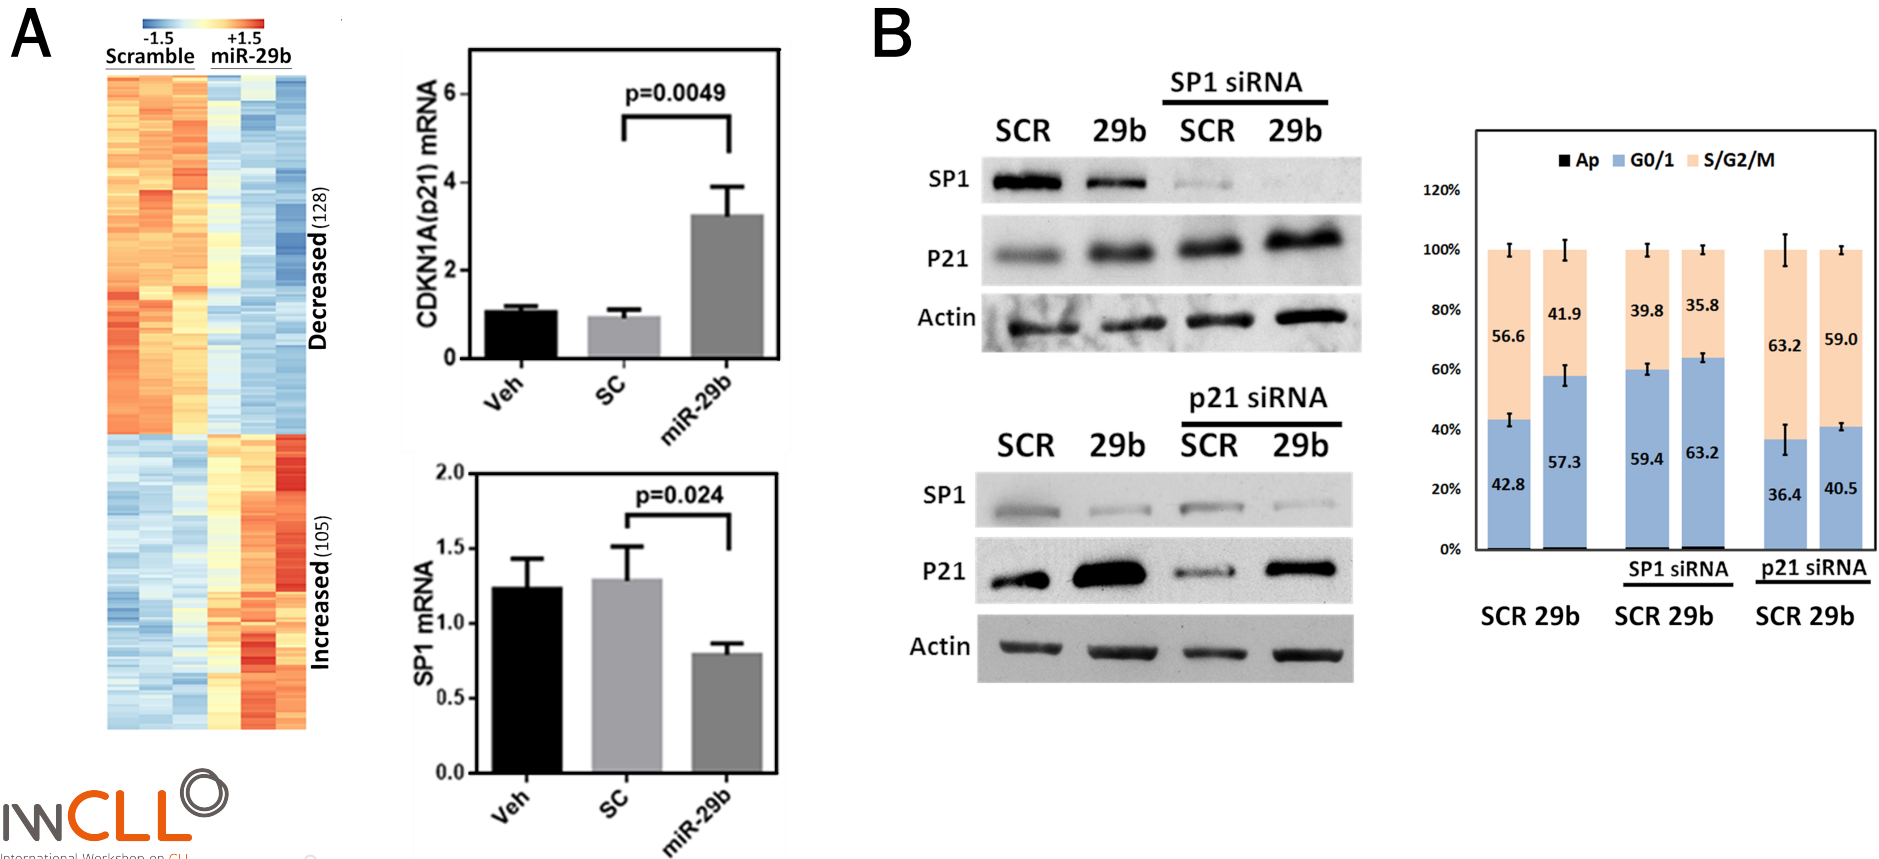 A
-1.5 +1.5
Scramble miR-29b
Decreased (128)
Increased (105)
CDKN1A(p21) mRNA
6
4
2
0
p=0.0049
Veh SC miR-29b
SP1 mRNA
2.0
1.5
1.0
0.5
0.0
p=0.024
Veh SC miR-29b
IWCLL
International Workshop on CLL
B
SP1 siRNA
SCR 29b SCR 29b
SP1
P21
Actin
p21 siRNA
SCR 29b SCR 29b
SP1
P21
Actin
Ap G0/1 S/G2/M
120%
100%
80%
60%
40%
20%
0%
56.6 41.9 39.8 35.8 63.2 59.0
42.8 57.3 59.4 63.2 36.4 40.5
SP1 siRNA p21 siRNA
SCR 29b SCR 29b SCR 29b